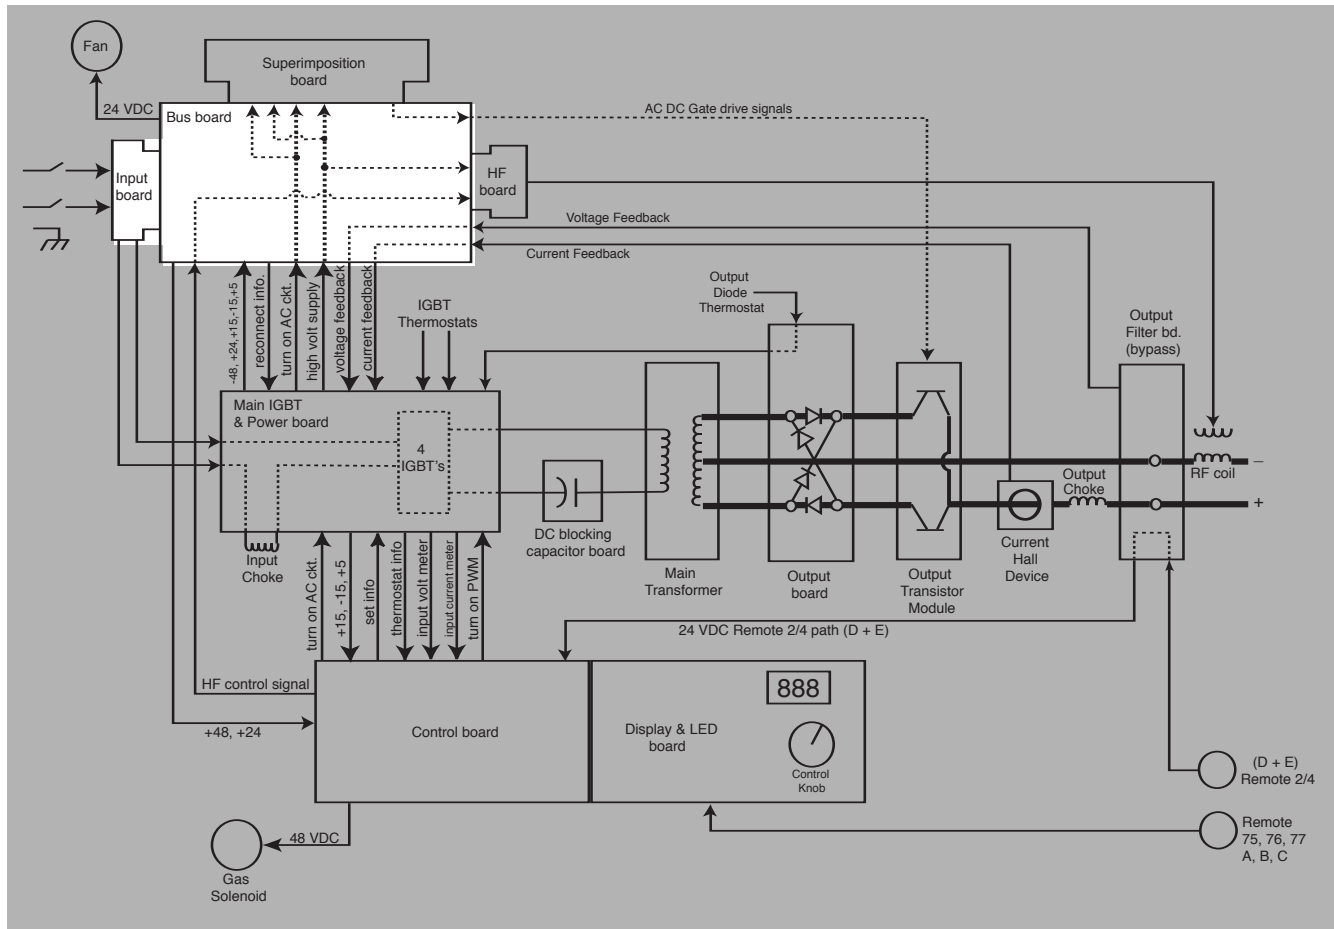 Fan
Superimposition
board
24 VDC
Bus board
AC DC Gate drive signals
Input
board
HF
board
Voltage Feedback
Current Feedback
-48, +24,+15,-15,+5
reconnect info.
turn on AC ckt.
high volt supply
voltage feedback
current feedback
IGBT
Thermostats
Output
Diode
Thermostat
Output
Filter bd.
(bypass)
Main IGBT
& Power board
4
IGBT's
RF coil
–
+
Output
Choke
DC blocking
capacitor board
Input
Choke
Main
Transformer
Output
board
Output
Transistor
Module
Current
Hall
Device
turn on AC ckt.
+15, -15, +5
set info
thermostat info
input volt meter
input current meter
turn on PWM
24 VDC Remote 2/4 path (D + E)
HF control signal
+48, +24
Control board
Display & LED
board
888
Control
Knob
(D + E)
Remote 2/4
Remote
75, 76, 77
A, B, C
48 VDC
Gas
Solenoid